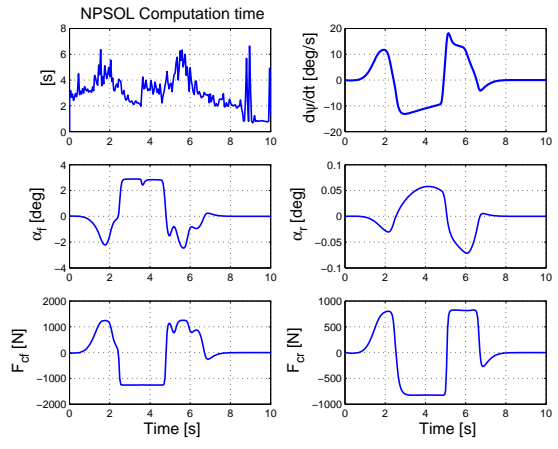 NPSOL Computation time
8
6
4
2
0
[s]
0 2 4 6 8 10
20
10
0
−10
−20
dψ/dt [deg/s]
0 2 4 6 8 10
4
2
0
−2
−4
αf [deg]
0 2 4 6 8 10
0.1
0.05
0
−0.05
−0.1
αr [deg]
0 2 4 6 8 10
2000
1000
0
−1000
−2000
Fcf [N]
0 2 4 6 8 10
Time [s]
1000
500
0
−500
−1000
Fcr [N]
0 2 4 6 8 10
Time [s]